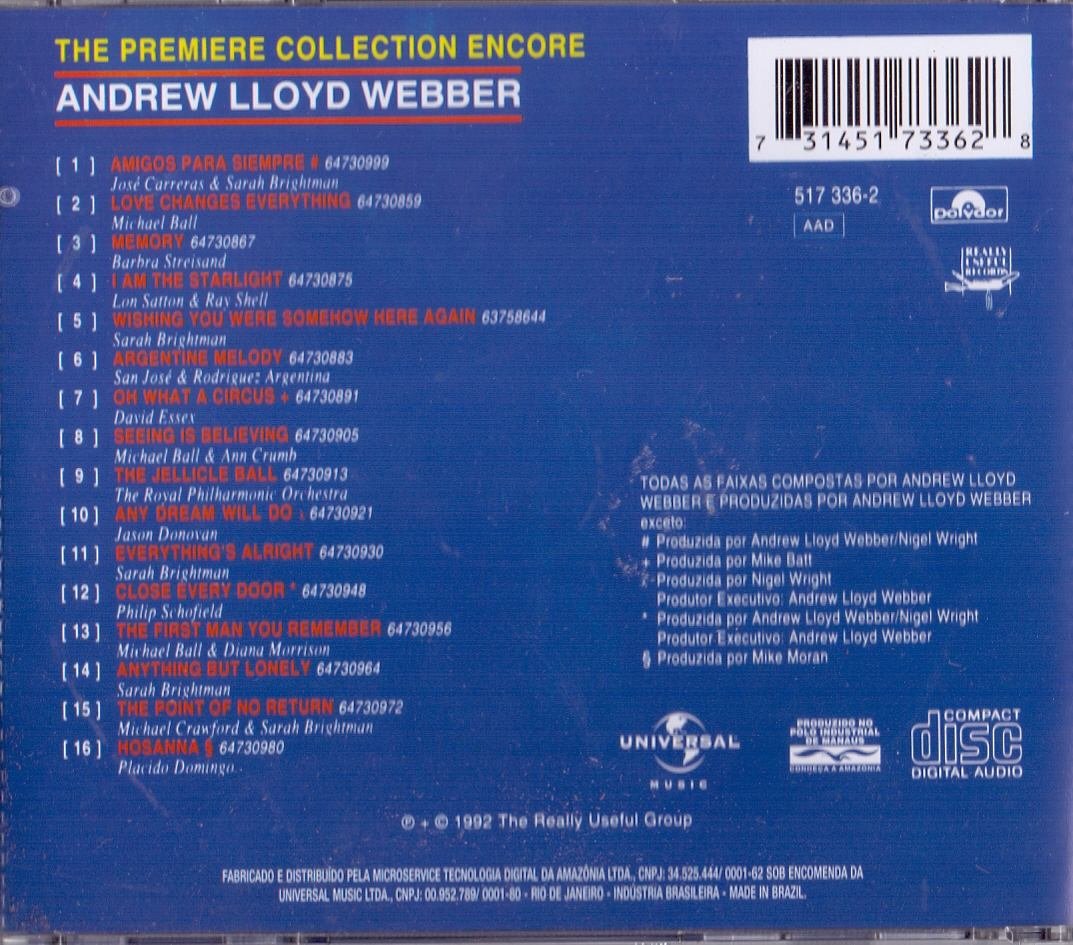 THE PREMIERE COLLECTION ENCORE
ANDREW LLOYD WEBBER
[ 1 ] AMIGOS PARA SIEMPRE # 64730999
José Carreras & Sarah Brightman
[ 2 ] LOVE CHANGES EVERYTHING 64730859
Michael Ball
[ 3 ] MEMORY 64730867
Barbra Streisand
[ 4 ] I AM THE STARLIGHT 64730875
Lon Satton & Ray Shell
[ 5 ] WISHING YOU WERE SOMEHOW HERE AGAIN 63758644
Sarah Brightman
[ 6 ] ARGENTINE MELODY 64730883
San José & Rodriguez Argentina
[ 7 ] OH WHAT A CIRCUS + 64730891
David Essex
[ 8 ] SEEING IS BELIEVING 64730905
Michael Ball & Ann Crumb
[ 9 ] THE JELLICLE BALL 64730913
The Royal Philharmonic Orchestra
[ 10 ] ANY DREAM WILL DO 64730921
Jason Donovan
[ 11 ] EVERYTHING'S ALRIGHT 64730930
Sarah Brightman
[ 12 ] CLOSE EVERY DOOR * 64730948
Philip Schofield
[ 13 ] THE FIRST MAN YOU REMEMBER 64730956
Michael Ball & Diana Morrison
[ 14 ] ANYTHING BUT LONELY 64730964
Sarah Brightman
[ 15 ] THE POINT OF NO RETURN 64730972
Michael Crawford & Sarah Brightman
[ 16 ] HOSANNA § 64730980
Placido Domingo
7 31451 73362 8
517 336-2
AAD
polydor
REALLY
USEFUL
RECORDS
TODAS AS FAIXAS COMPOSTAS POR ANDREW LLOYD
WEBBER E PRODUZIDAS POR ANDREW LLOYD WEBBER
exceto:
# Produzida por Andrew Lloyd Webber/Nigel Wright
+ Produzida por Mike Batt
Produzida por Nigel Wright
Produtor Executivo: Andrew Lloyd Webber
* Produzida por Andrew Lloyd Webber/Nigel Wright
Produtor Executivo: Andrew Lloyd Webber
§ Produzida por Mike Moran
UNIVERSAL
MUSIC
PRODUZIDO NO
PÓLO INDUSTRIAL
DE MANAUS
CONHEÇA A AMAZÔNIA
COMPACT
disc
DIGITAL AUDIO
℗ + © 1992 The Really Useful Group
FABRICADO E DISTRIBUÍDO PELA MICROSERVICE TECNOLOGIA DIGITAL DA AMAZÔNIA LTDA., CNPJ: 34.525.444/ 0001-62 SOB ENCOMENDA DA
UNIVERSAL MUSIC LTDA., CNPJ: 00.952.789/ 0001-80 - RIO DE JANEIRO - INDÚSTRIA BRASILEIRA - MADE IN BRAZIL.